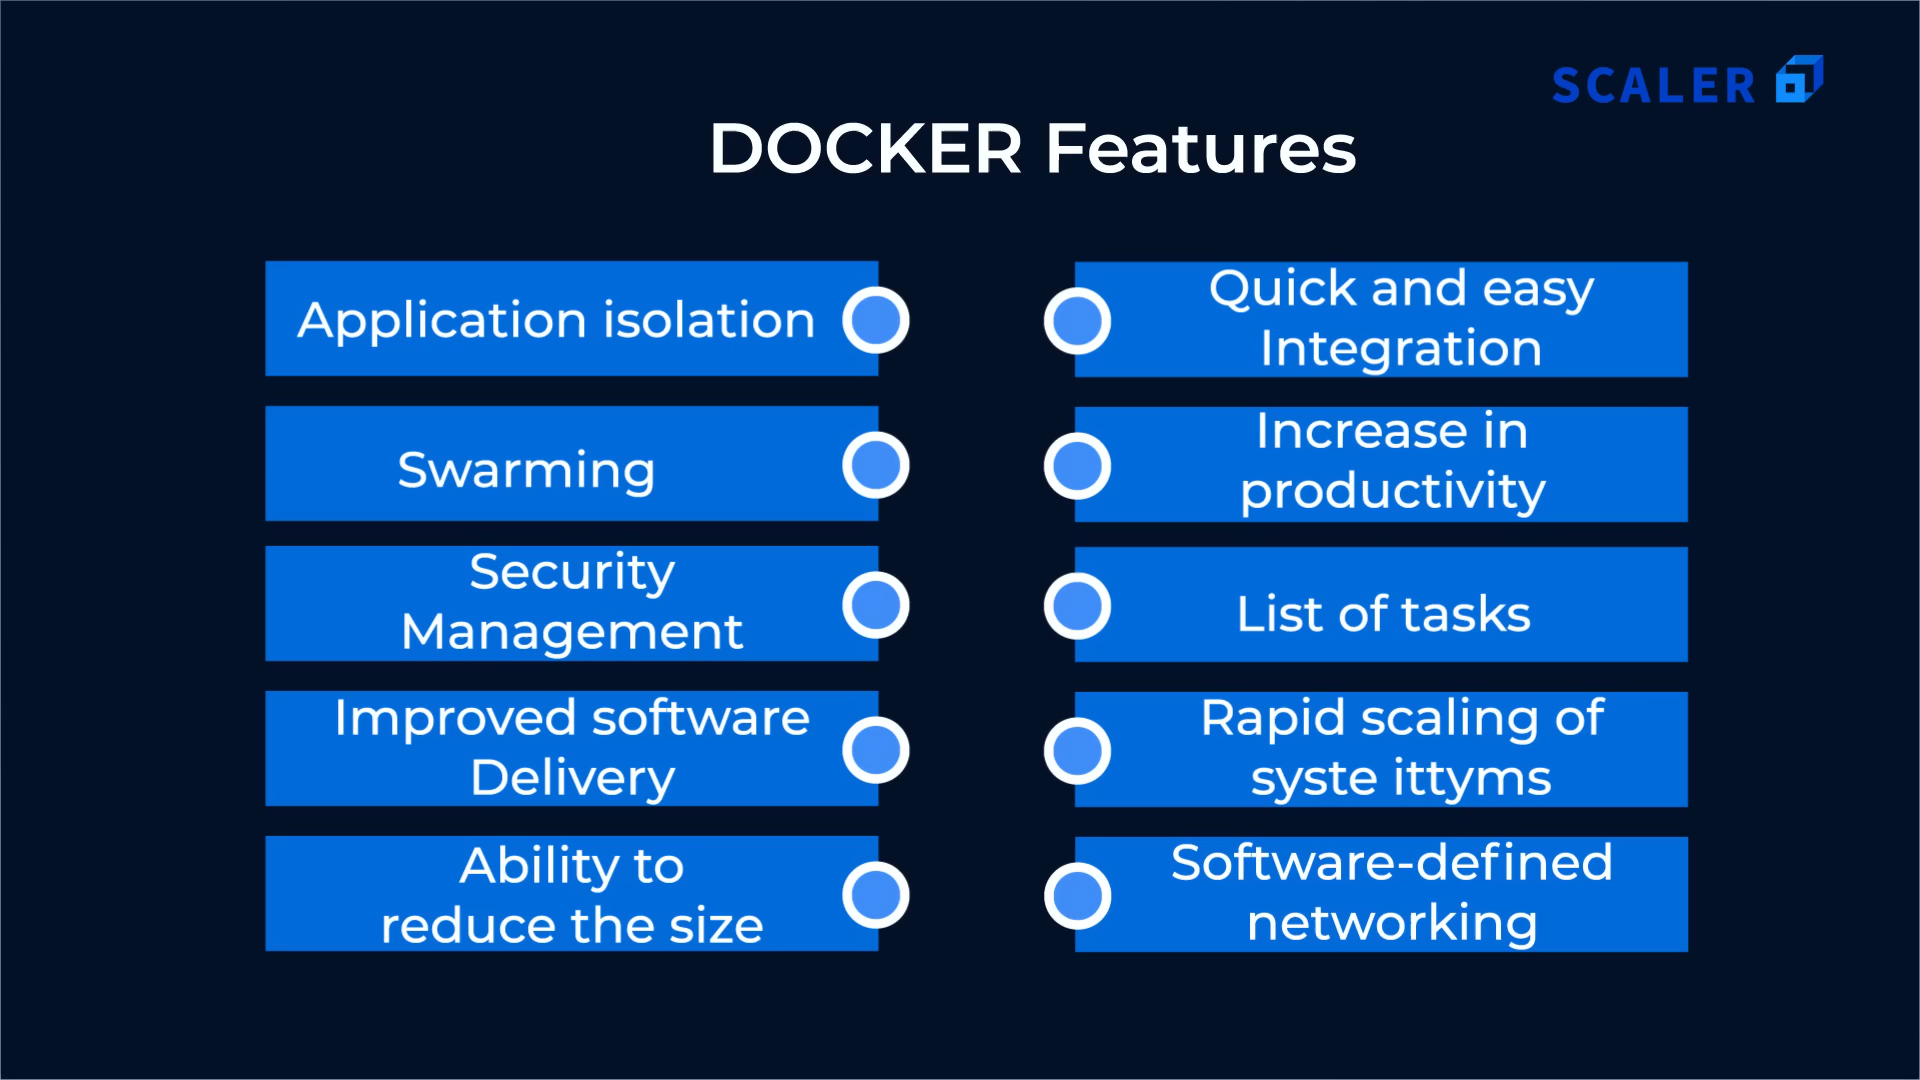 SCALER
DOCKER Features
Application isolation
Swarming
Security
Management
Improved software
Delivery
Ability to
reduce the size
Quick and easy
Integration
Increase in
productivity
List of tasks
Rapid scaling of
syste ittyms
Software-defined
networking